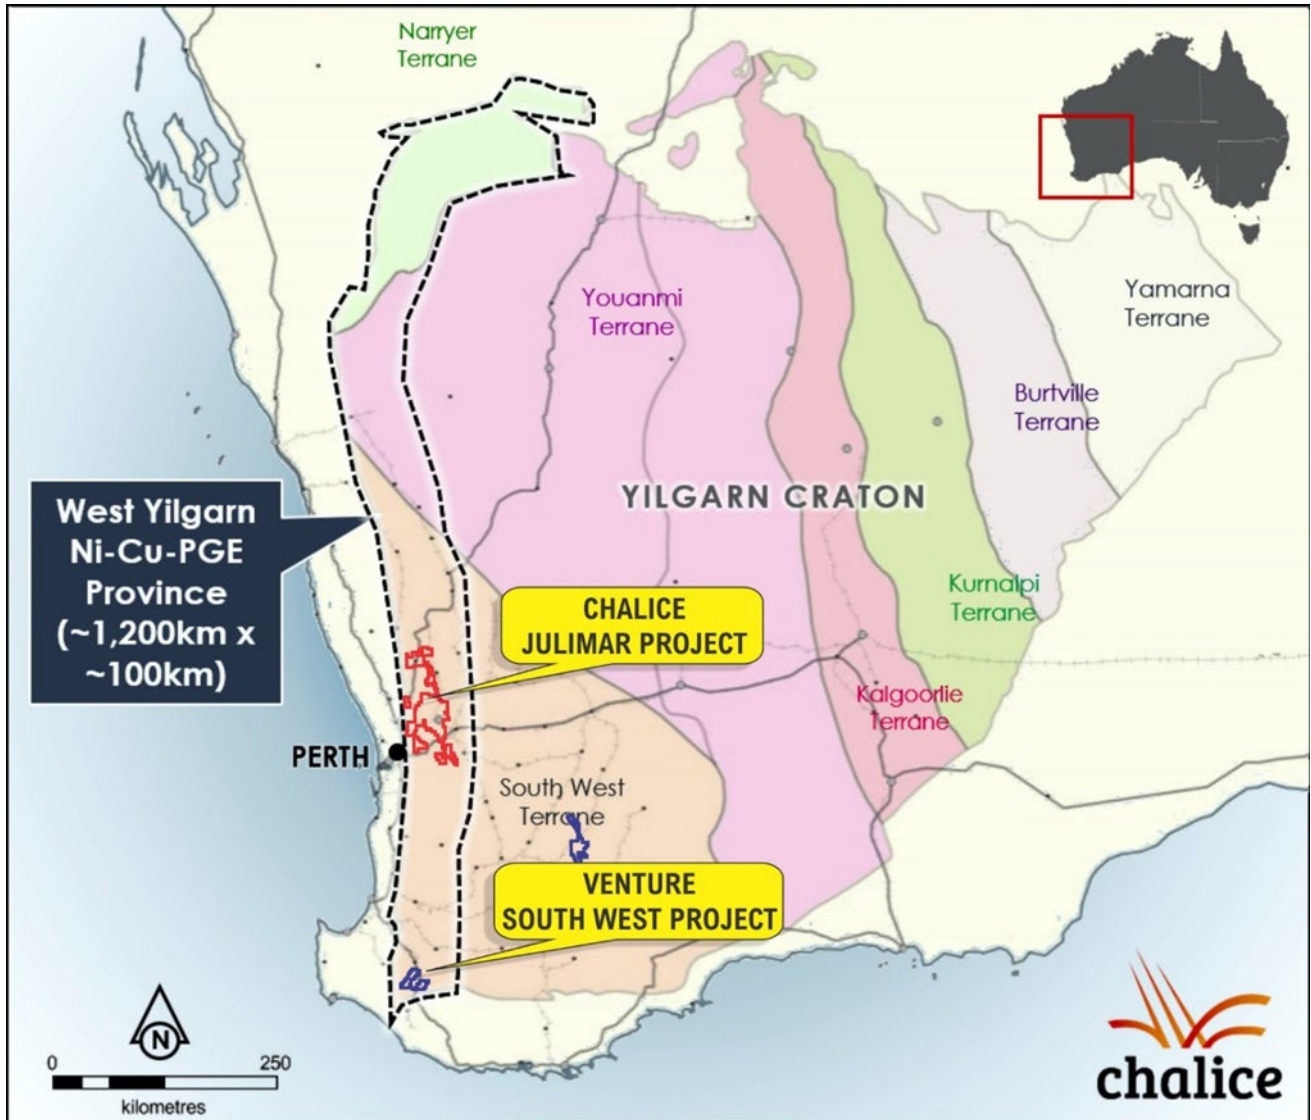 Narryer
Terrane
Youanmi
Terrane
Yamarna
Terrane
Burtville
Terrane
YILGARN CRATON
West Yilgarn
Ni-Cu-PGE
Province
(~1,200km x
~100km)
Kurnalpi
Terrane
CHALICE
JULIMAR PROJECT
Kalgoorlie
Terrane
PERTH
South West
Terrane
VENTURE
SOUTH WEST PROJECT
N
0 250
kilometres
chalice